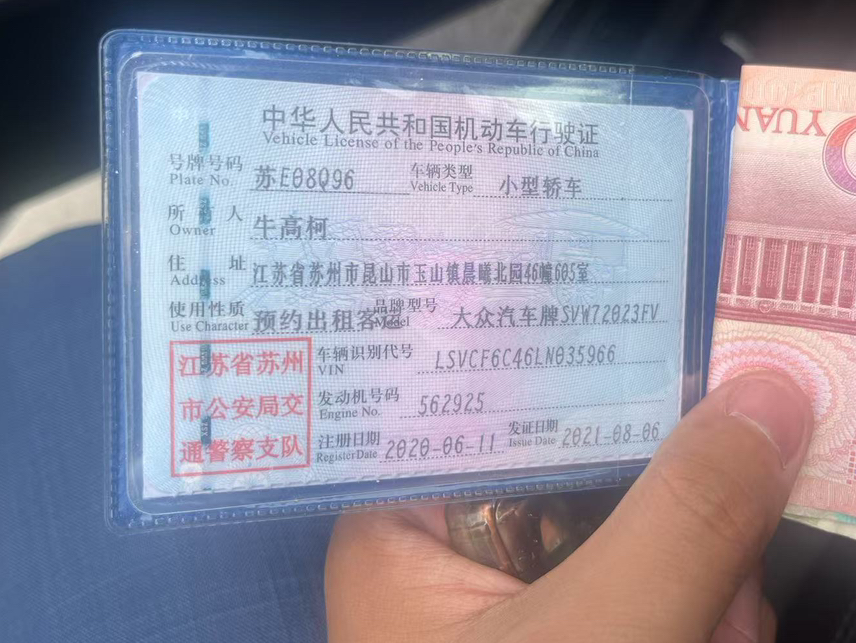 中华人民共和国机动车行驶证
Vehicle License of the People's Republic of China
号牌号码 苏E08Q96 车辆类型 小型轿车
Plate No. Vehicle Type
所有人 牛高柯
Owner
住址 江苏省苏州市昆山市玉山镇晨曦北园46幢605室
Address
使用性质 预约出租客运 品牌型号 大众汽车牌SVW72023FV
Use Character Model
江苏省苏州
市公安局交
通警察支队
车辆识别代号 LSVCF6C46LN035966
VIN
发动机号码 562925
Engine No.
注册日期 2020-06-11 发证日期 2021-08-06
Register Date Issue Date
YUAN